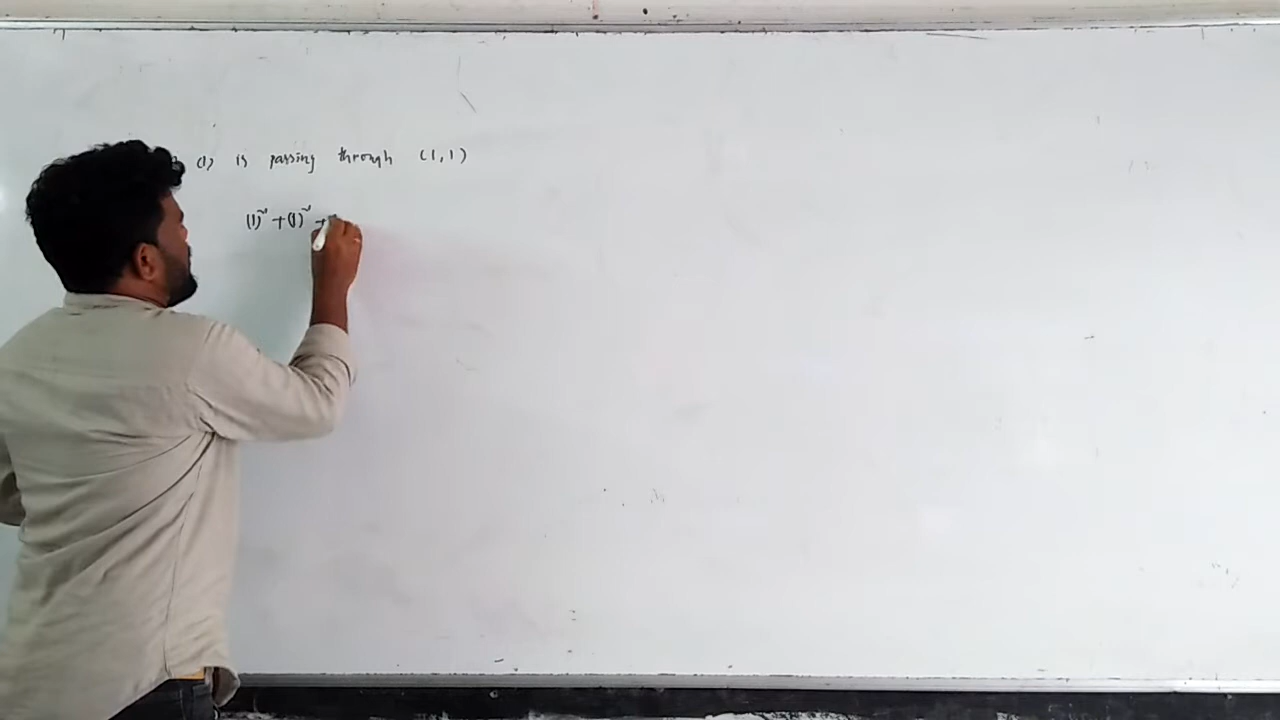 (1) is passing through (1,1)
(1)² + (1)² +